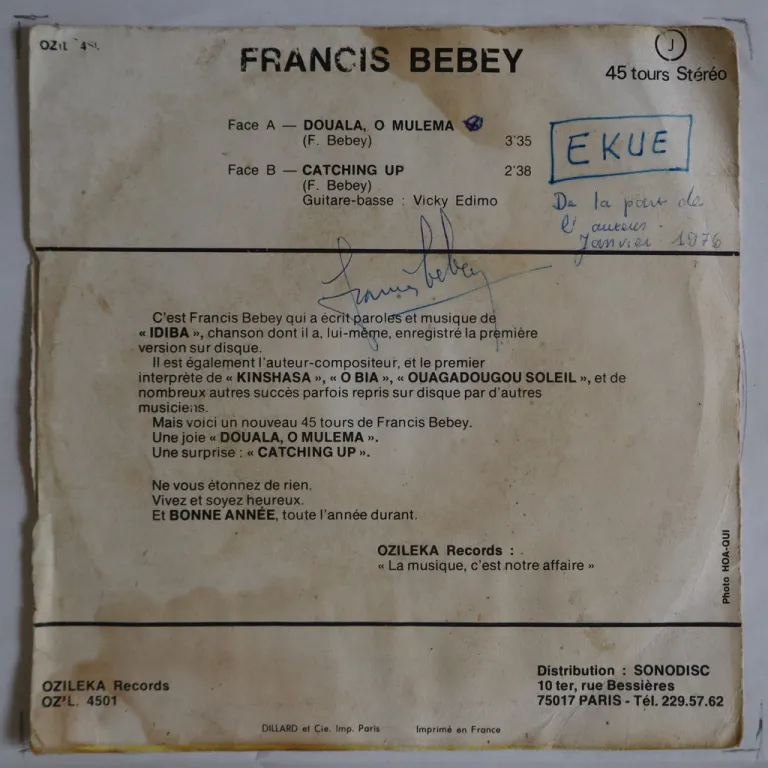 FRANCIS BEBEY
J
45 tours Stéréo
Face A — DOUALA, O MULEMA
(F. Bebey) 3'35
Face B — CATCHING UP 2'38
(F. Bebey)
Guitare-basse : Vicky Edimo
EKUE
De la part de
l'auteur.
Janvier 1976
francis bebey
C'est Francis Bebey qui a écrit paroles et musique de
« IDIBA », chanson dont il a, lui-même, enregistré la première
version sur disque.
Il est également l'auteur-compositeur, et le premier
interprète de « KINSHASA », « O BIA », « OUAGADOUGOU SOLEIL », et de
nombreux autres succès parfois repris sur disque par d'autres
musiciens.
Mais voici un nouveau 45 tours de Francis Bebey.
Une joie « DOUALA, O MULEMA ».
Une surprise : « CATCHING UP ».
Ne vous étonnez de rien.
Vivez et soyez heureux.
Et BONNE ANNÉE, toute l'année durant.
OZILEKA Records :
« La musique, c'est notre affaire »
Photo HOA-QUI
OZILEKA Records
OZIL. 4501
Distribution : SONODISC
10 ter, rue Bessières
75017 PARIS - Tél. 229.57.62
DILLARD et Cie. Imp. Paris Imprimé en France